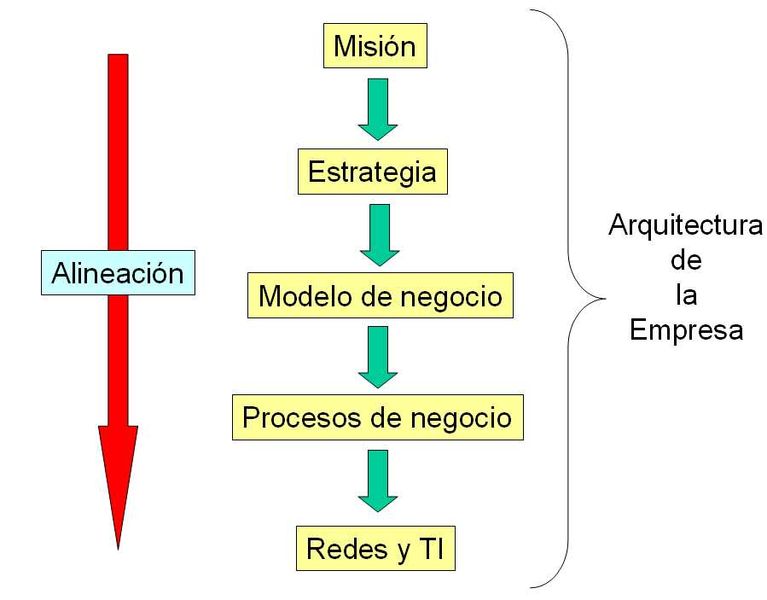 Misión
Estrategia
Alineación
Modelo de negocio
Procesos de negocio
Redes y TI
Arquitectura
de
la
Empresa